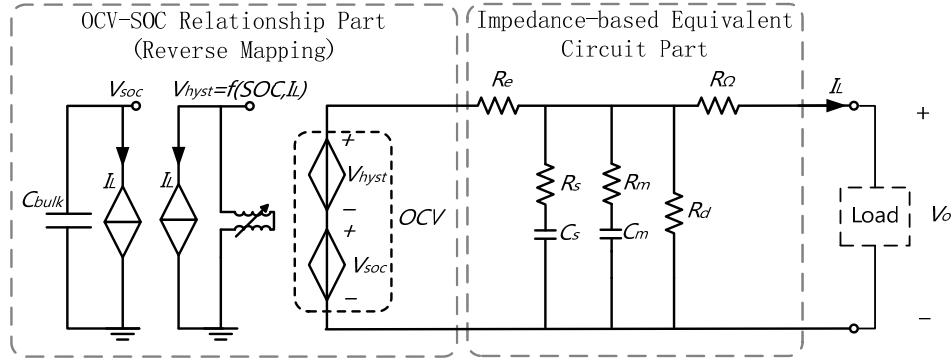 OCV-SOC Relationship Part
(Reverse Mapping)
Impedance-based Equivalent
Circuit Part
Vsoc
Vhyst=f(SOC,IL)
Re
RΩ
IL
+
Cbulk
IL
IL
+
Vhyst
−
OCV
+
Vsoc
−
Rs
Rm
Rd
Cs
Cm
Load
Vo
−